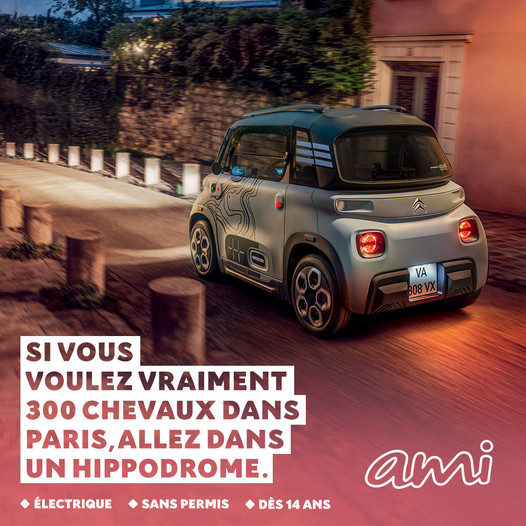 VA
808 VX
SI VOUS
VOULEZ VRAIMENT
300 CHEVAUX DANS
PARIS, ALLEZ DANS
UN HIPPODROME.
ami
◆ ÉLECTRIQUE ◆ SANS PERMIS ◆ DÈS 14 ANS